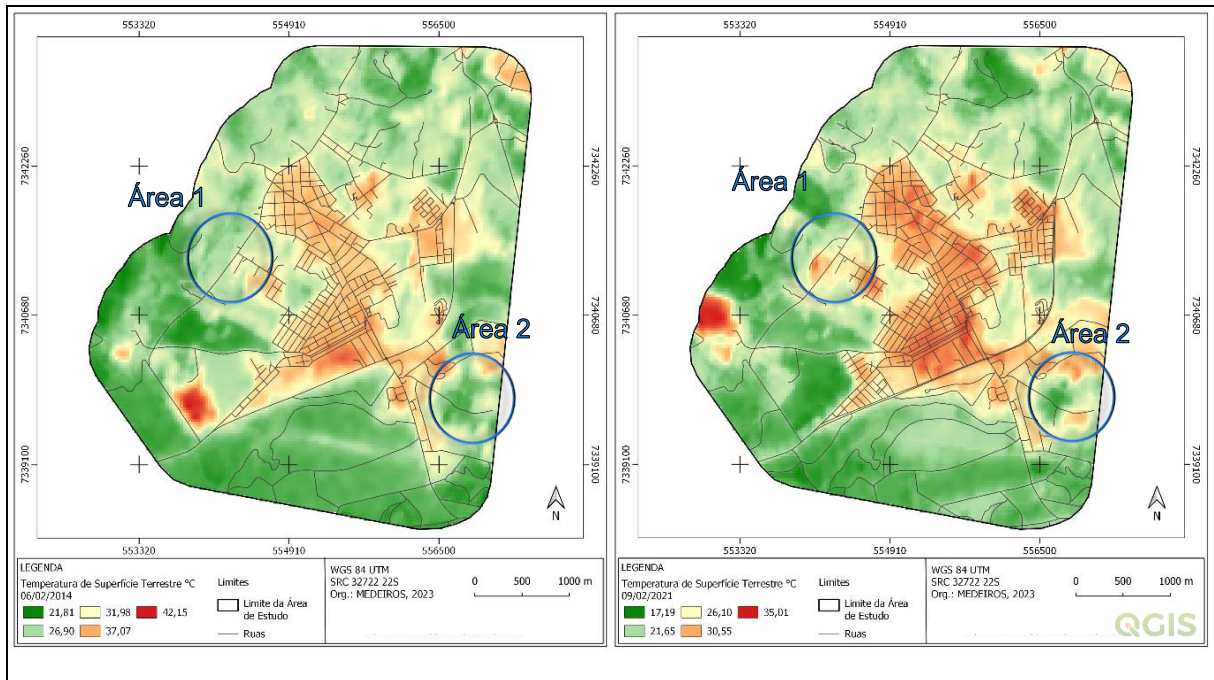 553320 554910 556500
7342260
7340680
7339100
Área 1
Área 2
N
553320 554910 556500
LEGENDA
Temperatura de Superfície Terrestre °C
06/02/2014
21,81 31,98 42,15
26,90 37,07
Limites
Limite da Área
de Estudo
Ruas
WGS 84 UTM
SRC 32722 22S
Org.: MEDEIROS, 2023
0 500 1000 m
553320 554910 556500
7342260 7342260
7340680 7340680
7339100 7339100
Área 1
Área 2
N
553320 554910 556500
LEGENDA
Temperatura de Superfície Terrestre °C
09/02/2021
17,19 26,10 35,01
21,65 30,55
Limites
Limite da Área
de Estudo
Ruas
WGS 84 UTM
SRC 32722 22S
Org.: MEDEIROS, 2023
0 500 1000 m
QGIS